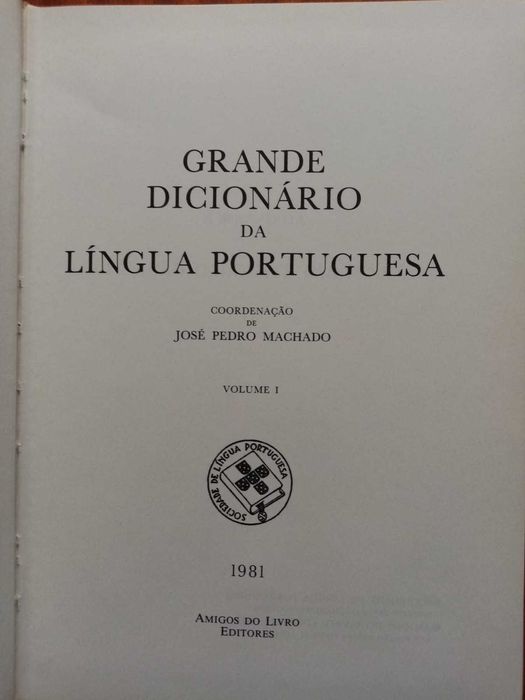 GRANDE
DICIONÁRIO
DA
LÍNGUA PORTUGUESA
COORDENAÇÃO
DE
JOSÉ PEDRO MACHADO
VOLUME I
SOCIEDADE DE LÍNGUA PORTUGUESA
1981
AMIGOS DO LIVRO
EDITORES